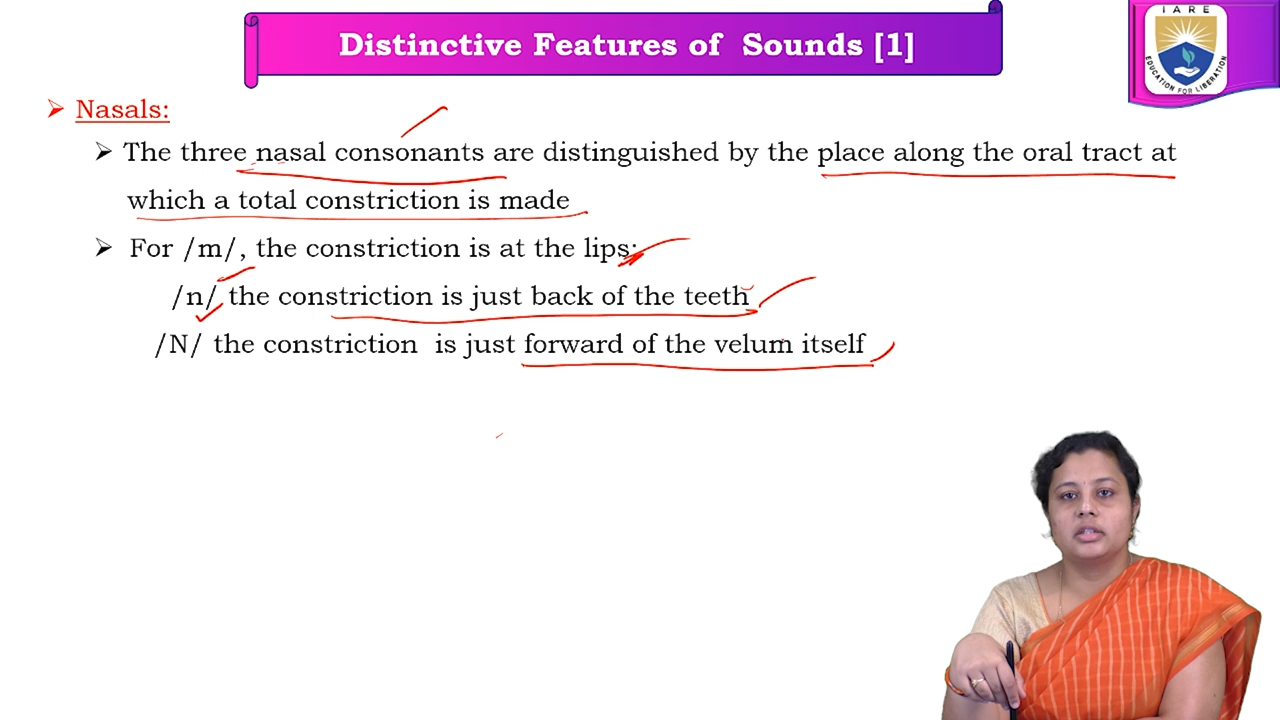 Distinctive Features of Sounds [1]
IARE
EDUCATION FOR LIBERATION
Nasals:
The three nasal consonants are distinguished by the place along the oral tract at
which a total constriction is made
For /m/, the constriction is at the lips;
/n/ the constriction is just back of the teeth
/N/ the constriction is just forward of the velum itself